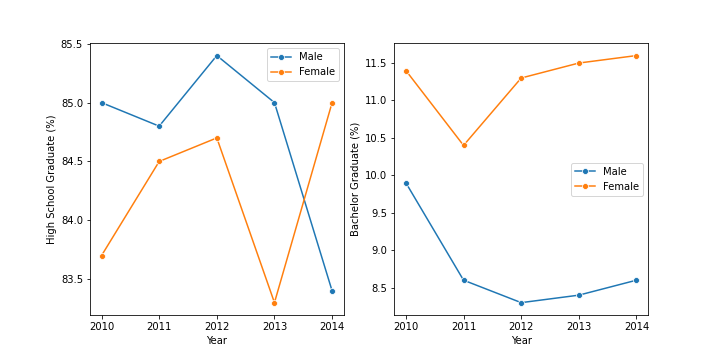 High School Graduate (%)
85.5
85.0
84.5
84.0
83.5
Male
Female
2010 2011 2012 2013 2014
Year
Bachelor Graduate (%)
11.5
11.0
10.5
10.0
9.5
9.0
8.5
Male
Female
2010 2011 2012 2013 2014
Year